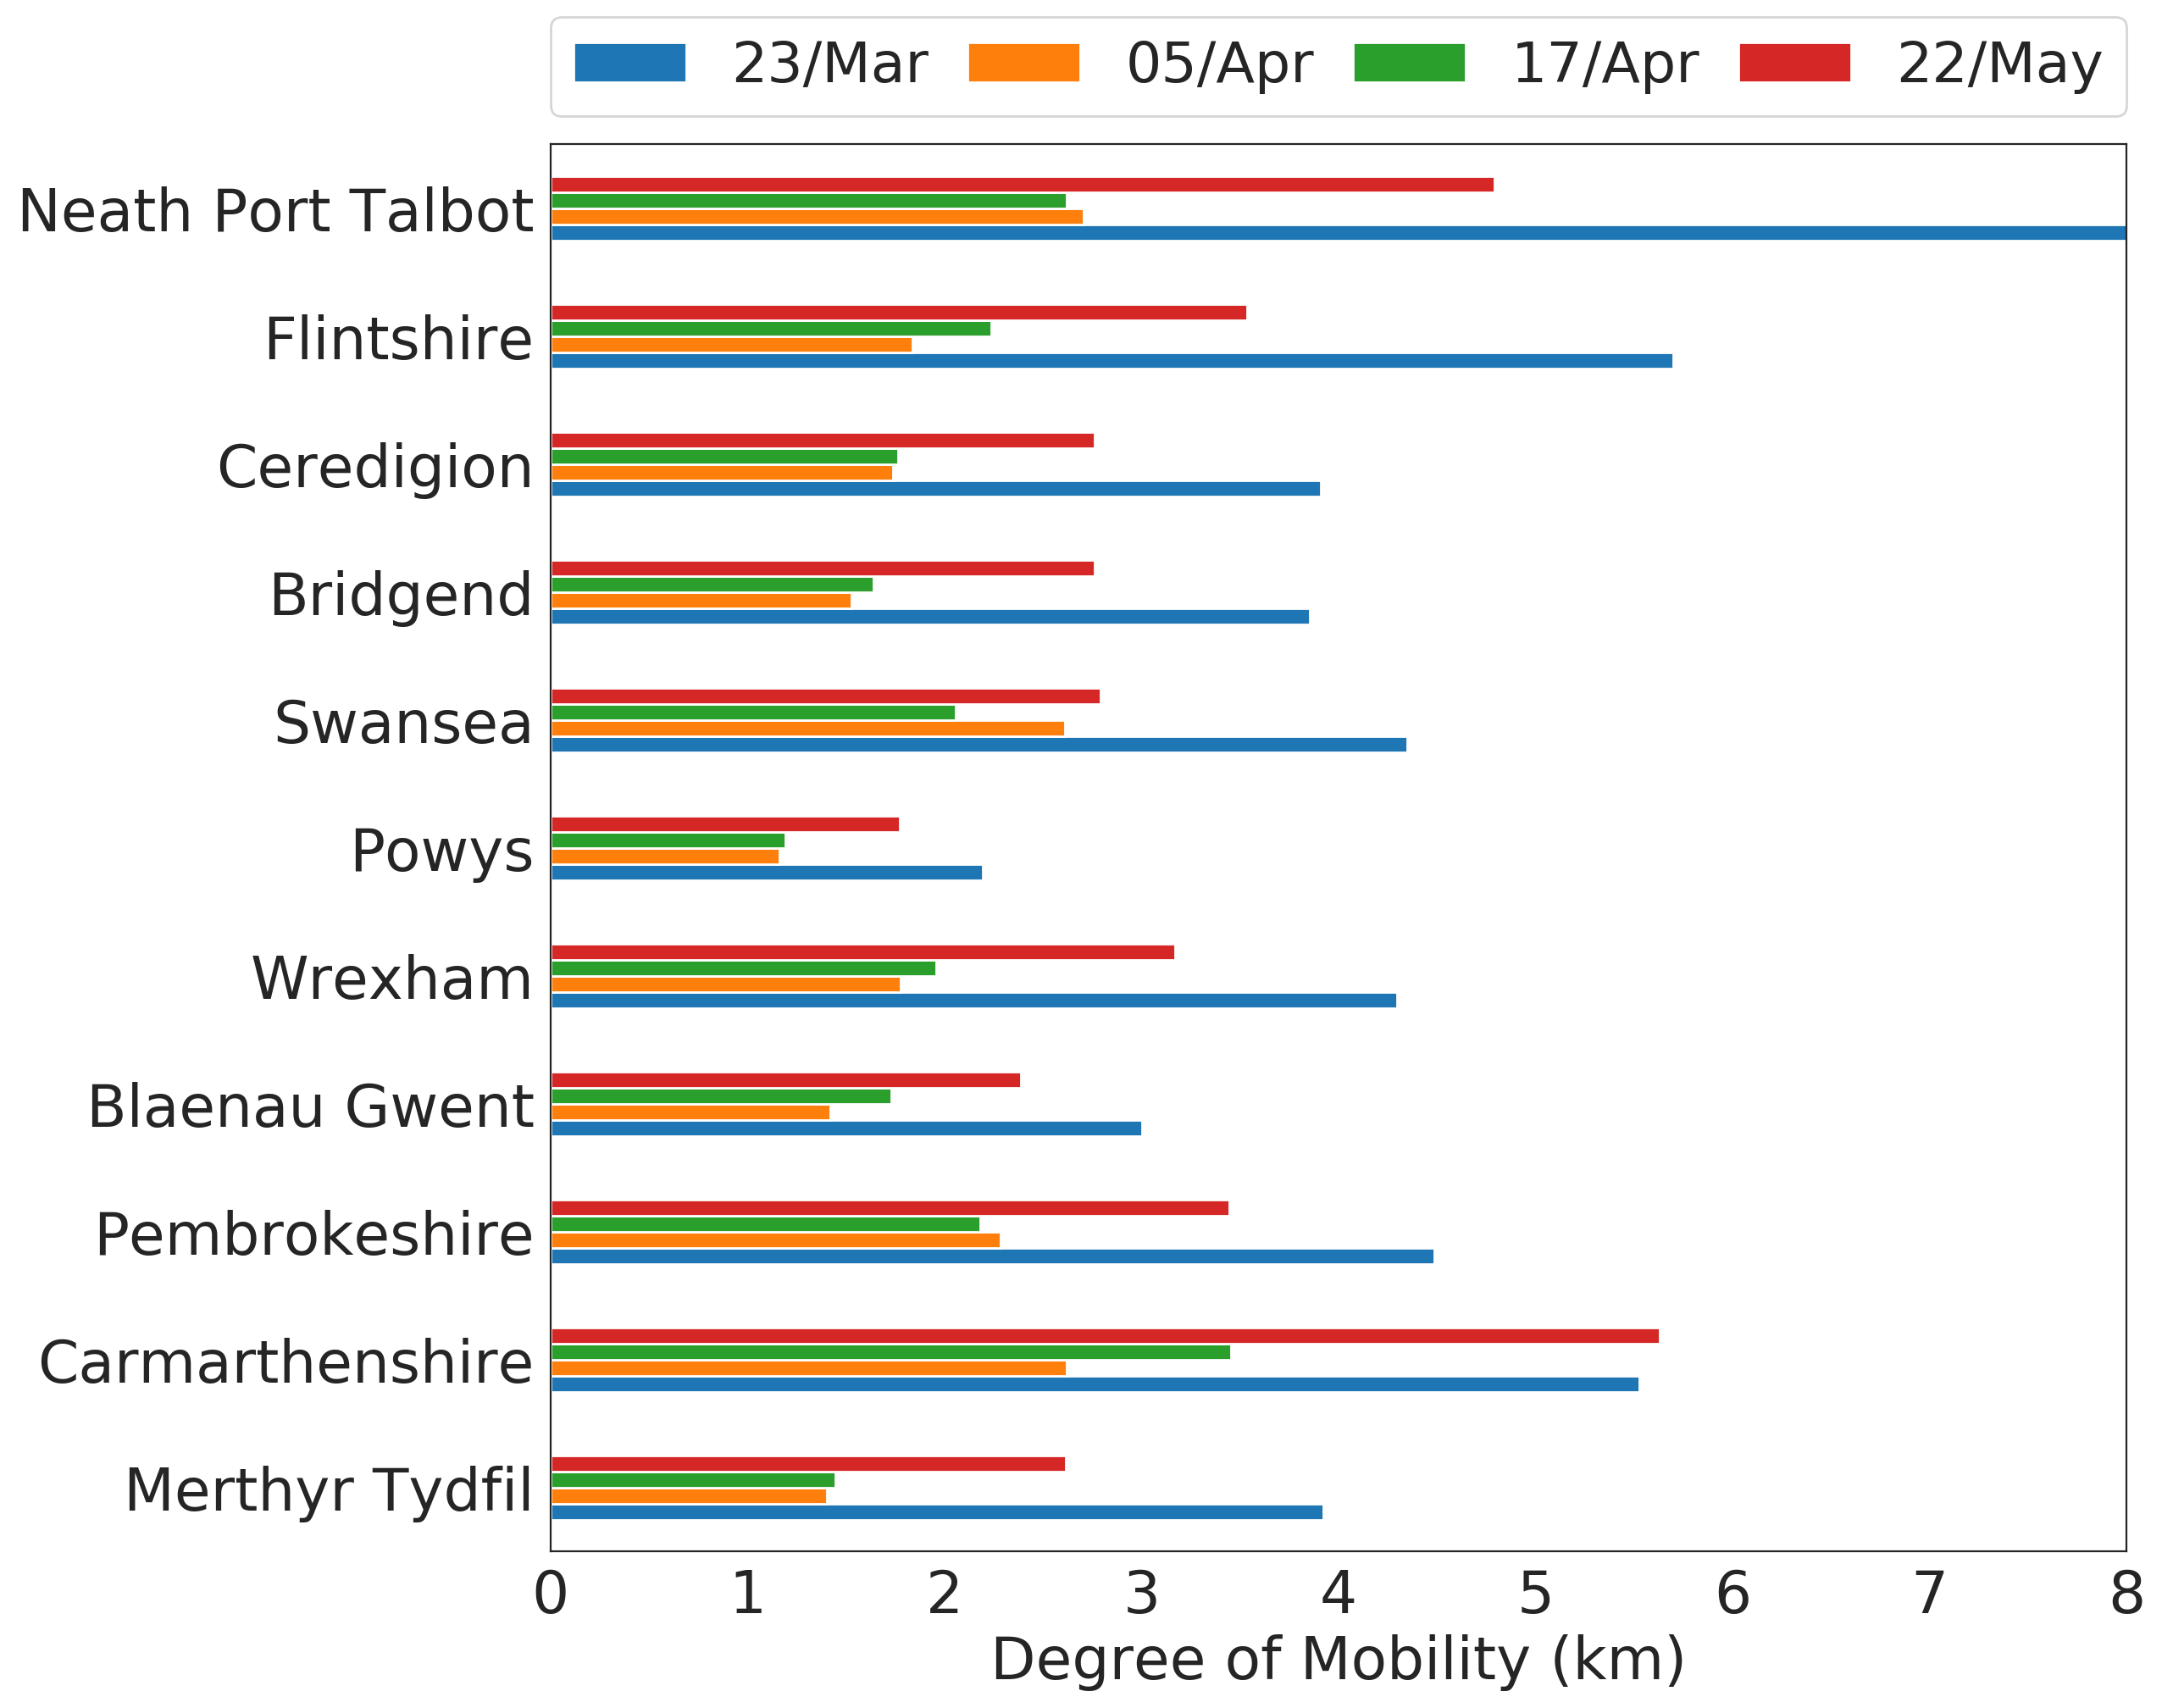 23/Mar 05/Apr 17/Apr 22/May
Neath Port Talbot
Flintshire
Ceredigion
Bridgend
Swansea
Powys
Wrexham
Blaenau Gwent
Pembrokeshire
Carmarthenshire
Merthyr Tydfil
0 1 2 3 4 5 6 7 8
Degree of Mobility (km)